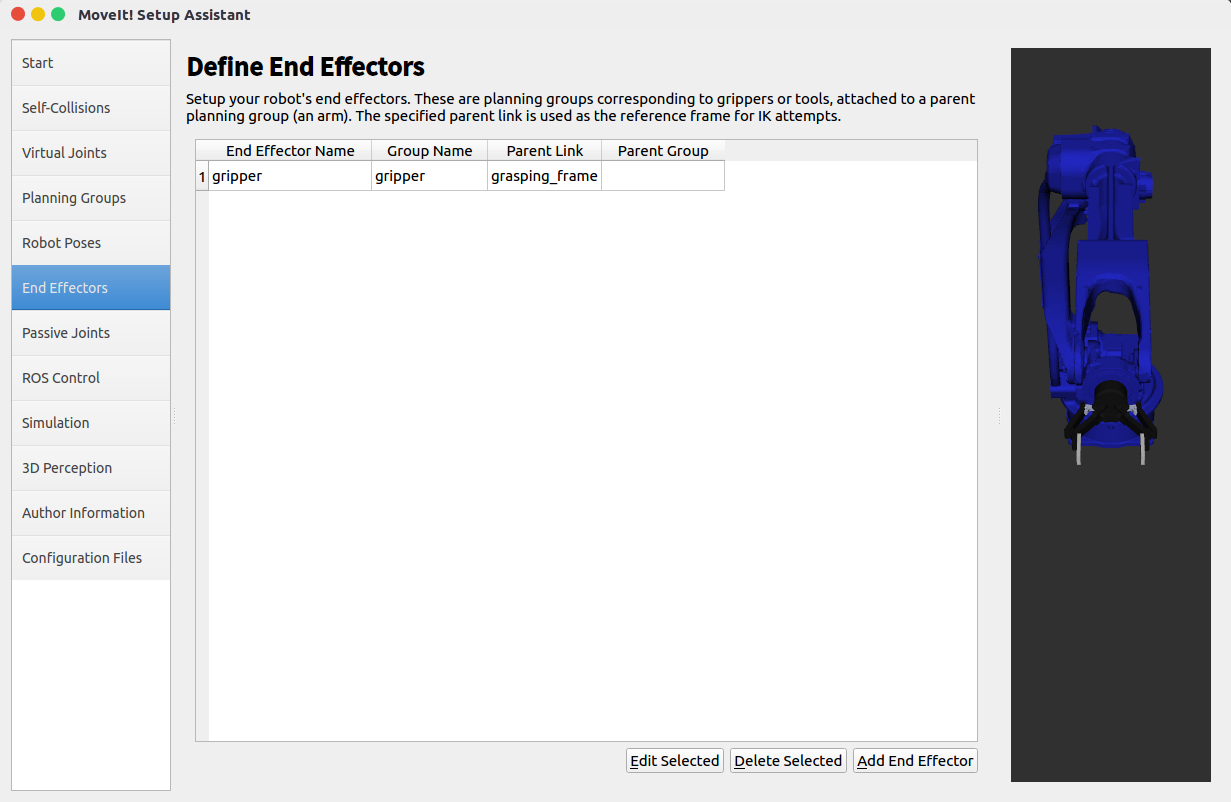 MoveIt! Setup Assistant
Start
Self-Collisions
Virtual Joints
Planning Groups
Robot Poses
End Effectors
Passive Joints
ROS Control
Simulation
3D Perception
Author Information
Configuration Files
Define End Effectors
Setup your robot's end effectors. These are planning groups corresponding to grippers or tools, attached to a parent
planning group (an arm). The specified parent link is used as the reference frame for IK attempts.
End Effector Name Group Name Parent Link Parent Group
1 gripper gripper grasping_frame
Edit Selected Delete Selected Add End Effector